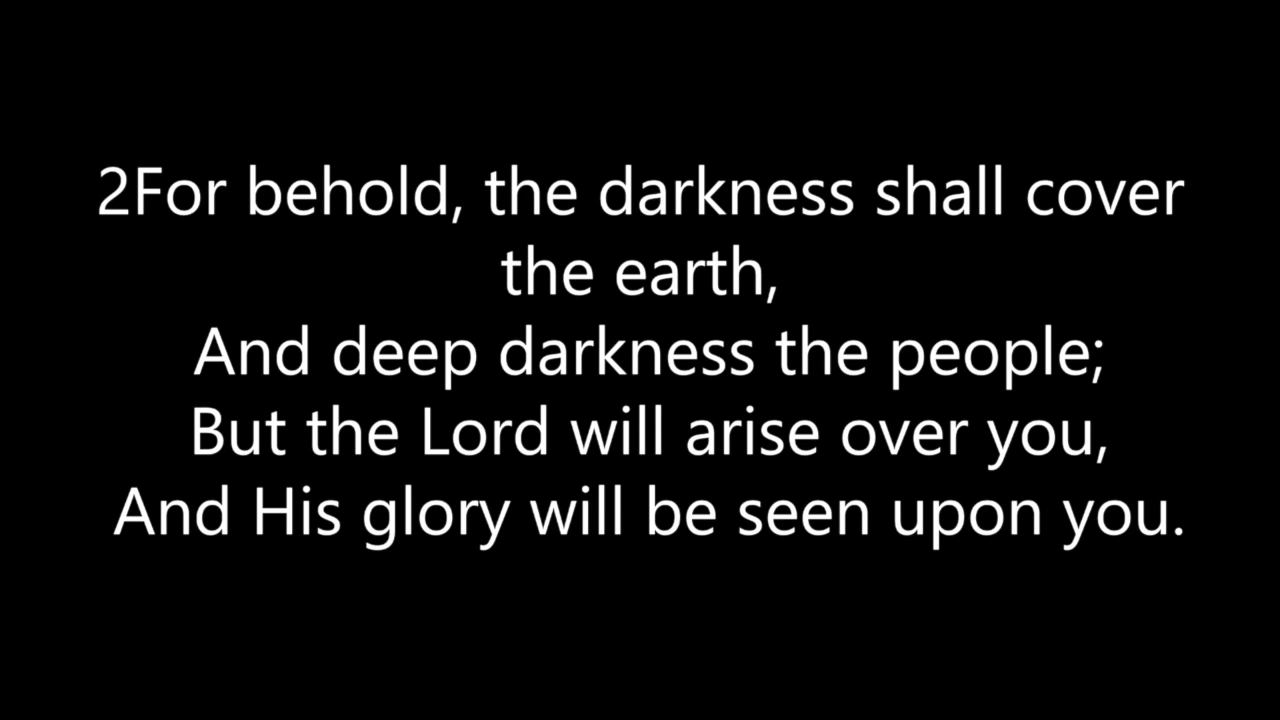 2For behold, the darkness shall cover
the earth,
And deep darkness the people;
But the Lord will arise over you,
And His glory will be seen upon you.